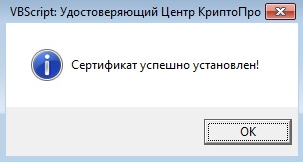 VBScript: Удостоверяющий Центр КриптоПро
Сертификат успешно установлен!
OK